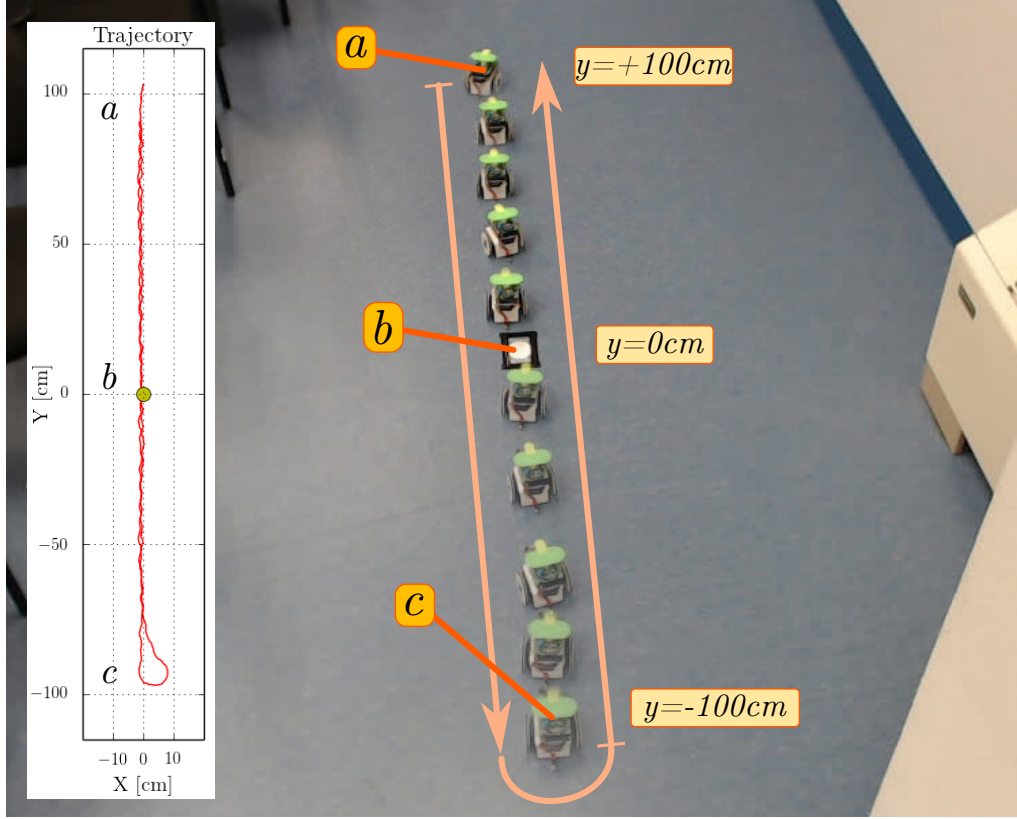 Trajectory
100
50
0
−50
−100
Y [cm]
−10 0 10
X [cm]
a
b
c
a
y=+100cm
b
y=0cm
c
y=-100cm